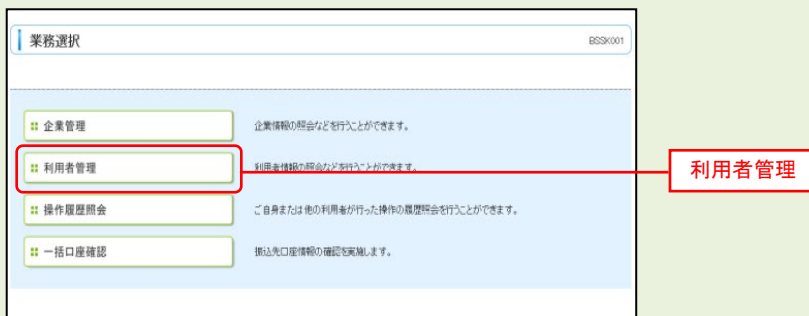 業務選択
BSSK001
企業管理
企業情報の照会などを行うことができます。
利用者管理
利用者情報の照会などを行うことができます。
利用者管理
操作履歴照会
ご自身または他の利用者が行った操作の履歴照会を行うことができます。
一括口座確認
振込先口座情報の確認を実施します。